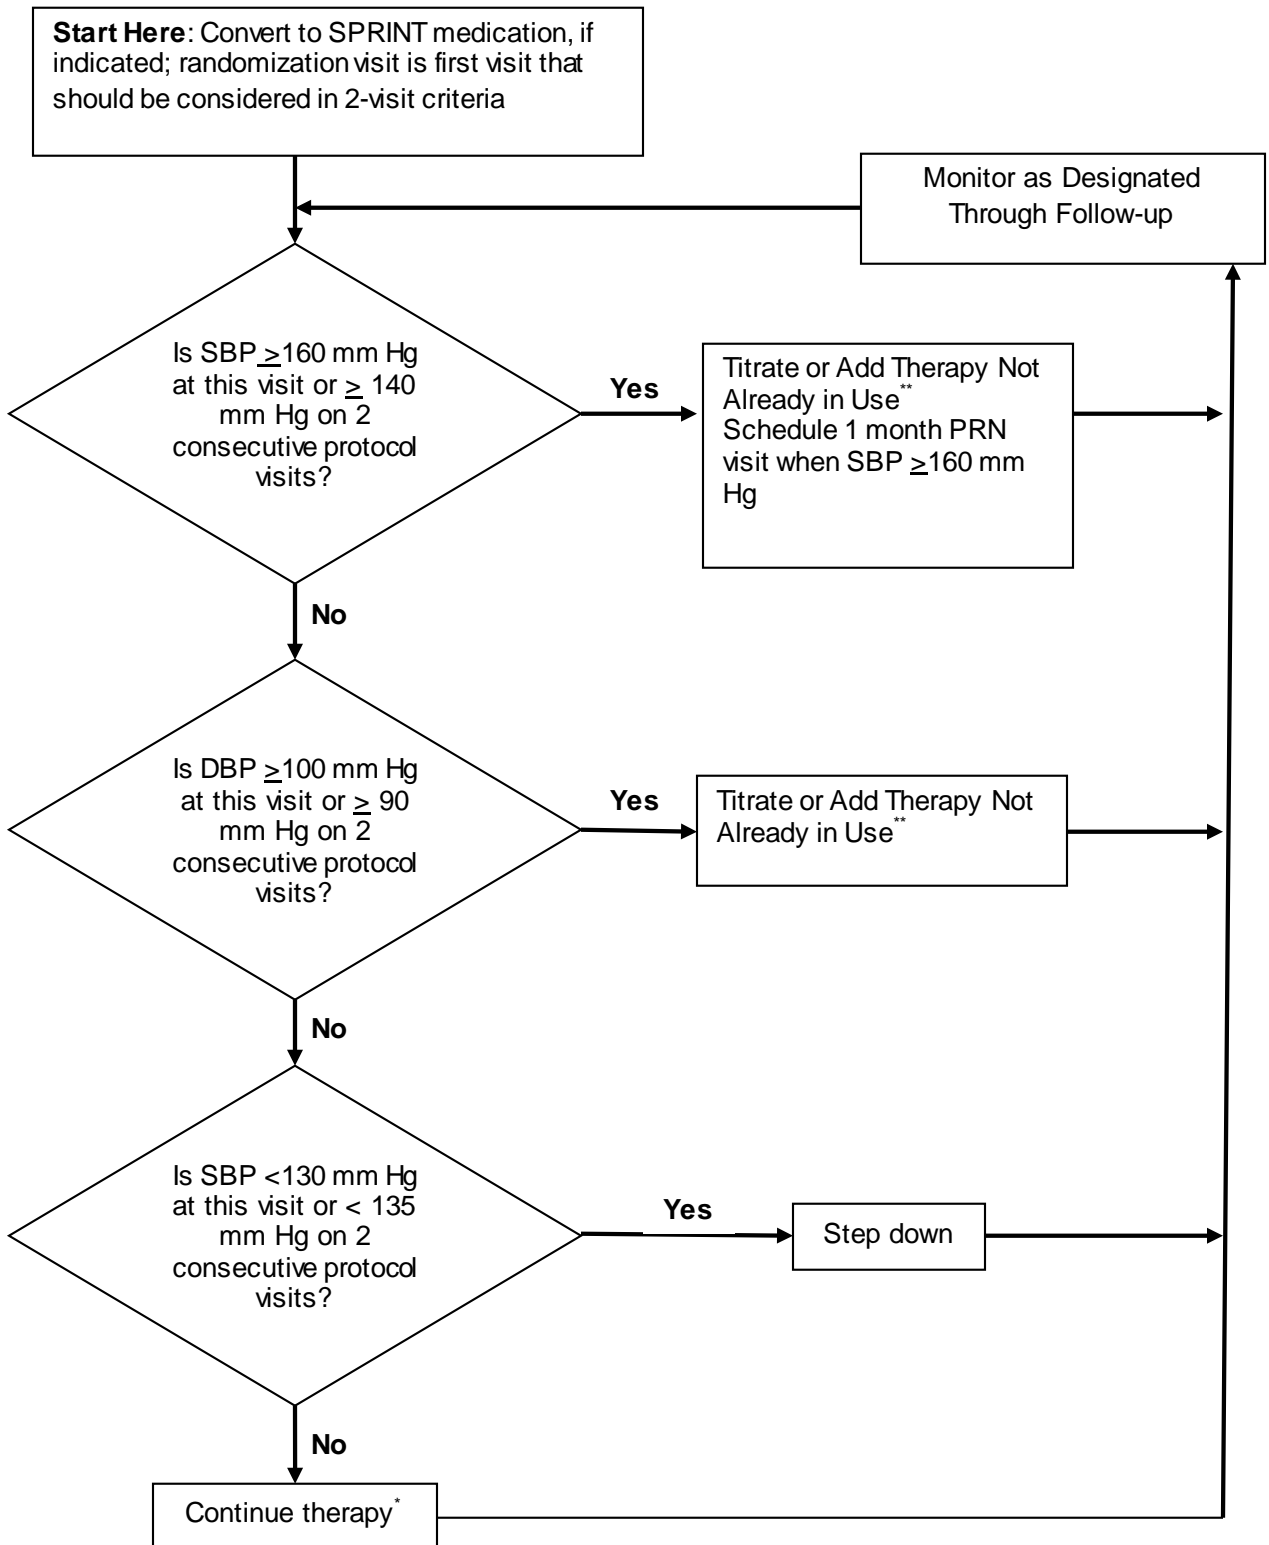 Start Here: Convert to SPRINT medication, if
indicated; randomization visit is first visit that
should be considered in 2-visit criteria
Monitor as Designated
Through Follow-up
Is SBP ≥160 mm Hg
at this visit or ≥ 140
mm Hg on 2
consecutive protocol
visits?
Yes
Titrate or Add Therapy Not
Already in Use**
Schedule 1 month PRN
visit when SBP ≥160 mm
Hg
No
Is DBP ≥100 mm Hg
at this visit or ≥ 90
mm Hg on 2
consecutive protocol
visits?
Yes
Titrate or Add Therapy Not
Already in Use**
No
Is SBP <130 mm Hg
at this visit or < 135
mm Hg on 2
consecutive protocol
visits?
Yes
Step down
No
Continue therapy*